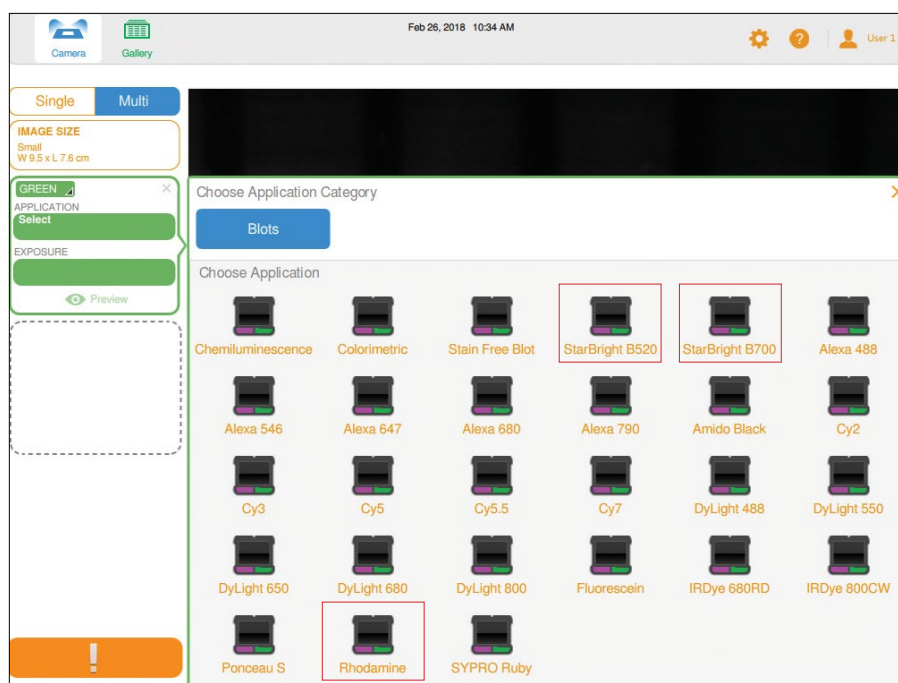 Feb 26, 2018 10:34 AM
Camera
Gallery
User 1
Single
Multi
IMAGE SIZE
Small
W 9.5 x L 7.6 cm
GREEN
APPLICATION
Select
EXPOSURE
Preview
Choose Application Category
Blots
Choose Application
Chemiluminescence Colorimetric Stain Free Blot StarBright B520 StarBright B700 Alexa 488
Alexa 546 Alexa 647 Alexa 680 Alexa 790 Amido Black Cy2
Cy3 Cy5 Cy5.5 Cy7 DyLight 488 DyLight 550
DyLight 650 DyLight 680 DyLight 800 Fluorescein IRDye 680RD IRDye 800CW
Ponceau S Rhodamine SYPRO Ruby